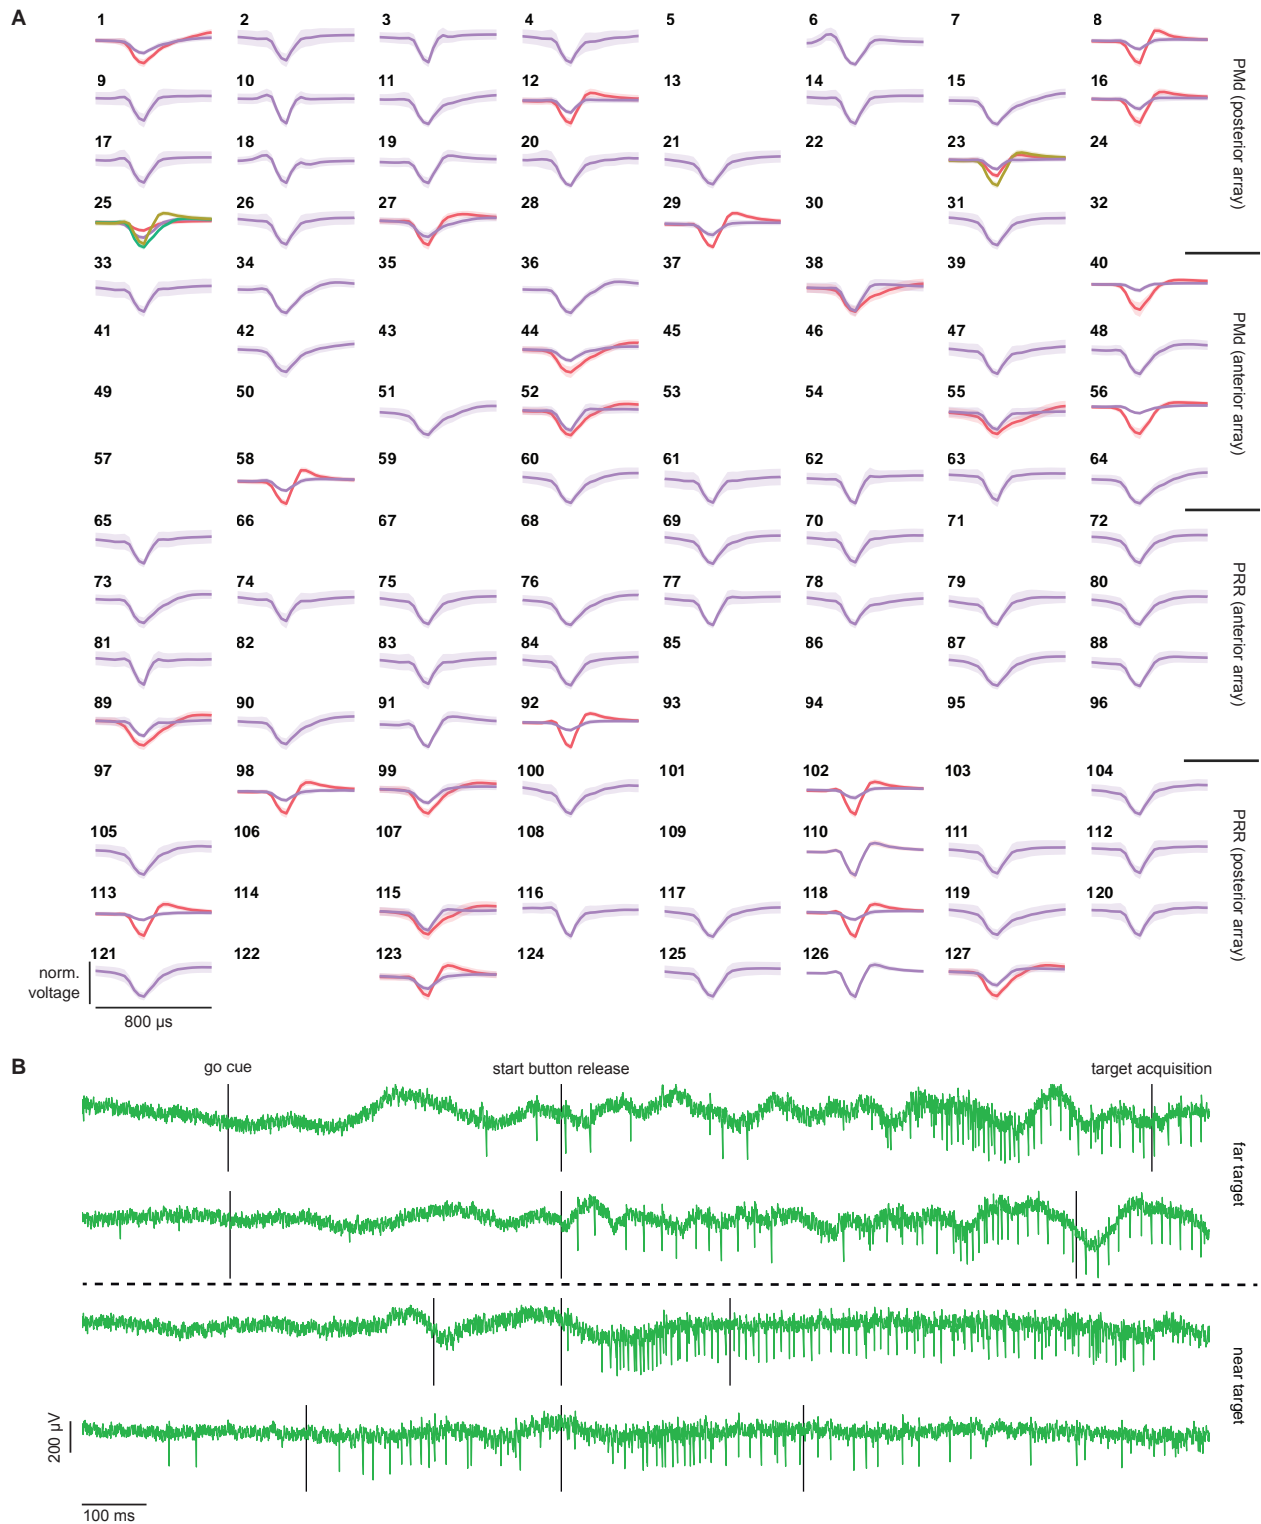 A
1 2 3 4 5 6 7 8
9 10 11 12 13 14 15 16
17 18 19 20 21 22 23 24
25 26 27 28 29 30 31 32
PMd (posterior array)
33 34 35 36 37 38 39 40
41 42 43 44 45 46 47 48
49 50 51 52 53 54 55 56
57 58 59 60 61 62 63 64
PMd (anterior array)
65 66 67 68 69 70 71 72
73 74 75 76 77 78 79 80
81 82 83 84 85 86 87 88
89 90 91 92 93 94 95 96
PRR (anterior array)
97 98 99 100 101 102 103 104
105 106 107 108 109 110 111 112
113 114 115 116 117 118 119 120
121 122 123 124 125 126 127
PRR (posterior array)
norm.
voltage
800 µs
B
go cue start button release target acquisition
far target
near target
200 µV
100 ms